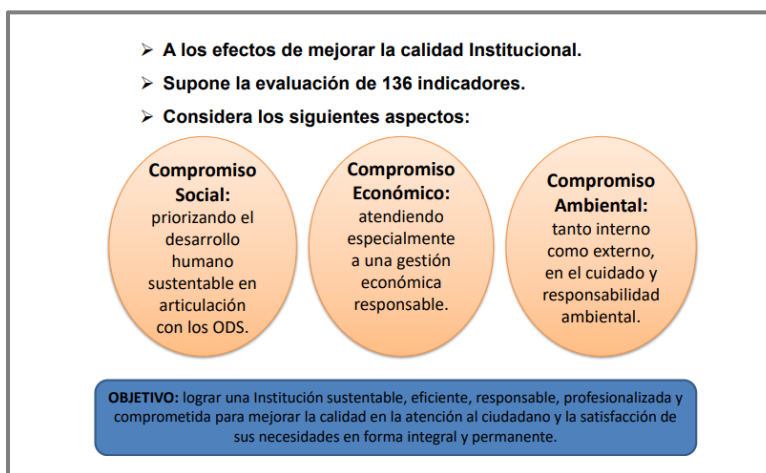 ➢ A los efectos de mejorar la calidad Institucional.
➢ Supone la evaluación de 136 indicadores.
➢ Considera los siguientes aspectos:
Compromiso
Social:
priorizando el
desarrollo
humano
sustentable en
articulación
con los ODS.
Compromiso
Económico:
atendiendo
especialmente
a una gestión
económica
responsable.
Compromiso
Ambiental:
tanto interno
como externo,
en el cuidado y
responsabilidad
ambiental.
OBJETIVO: lograr una Institución sustentable, eficiente, responsable, profesionalizada y
comprometida para mejorar la calidad en la atención al ciudadano y la satisfacción de
sus necesidades en forma integral y permanente.